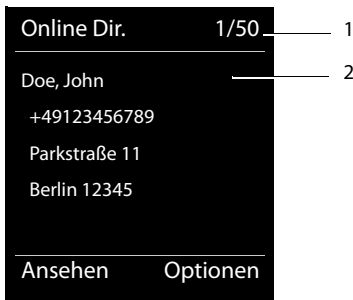 Online Dir. 1/50 1
2
Doe, John
+49123456789
Parkstraße 11
Berlin 12345
Ansehen Optionen